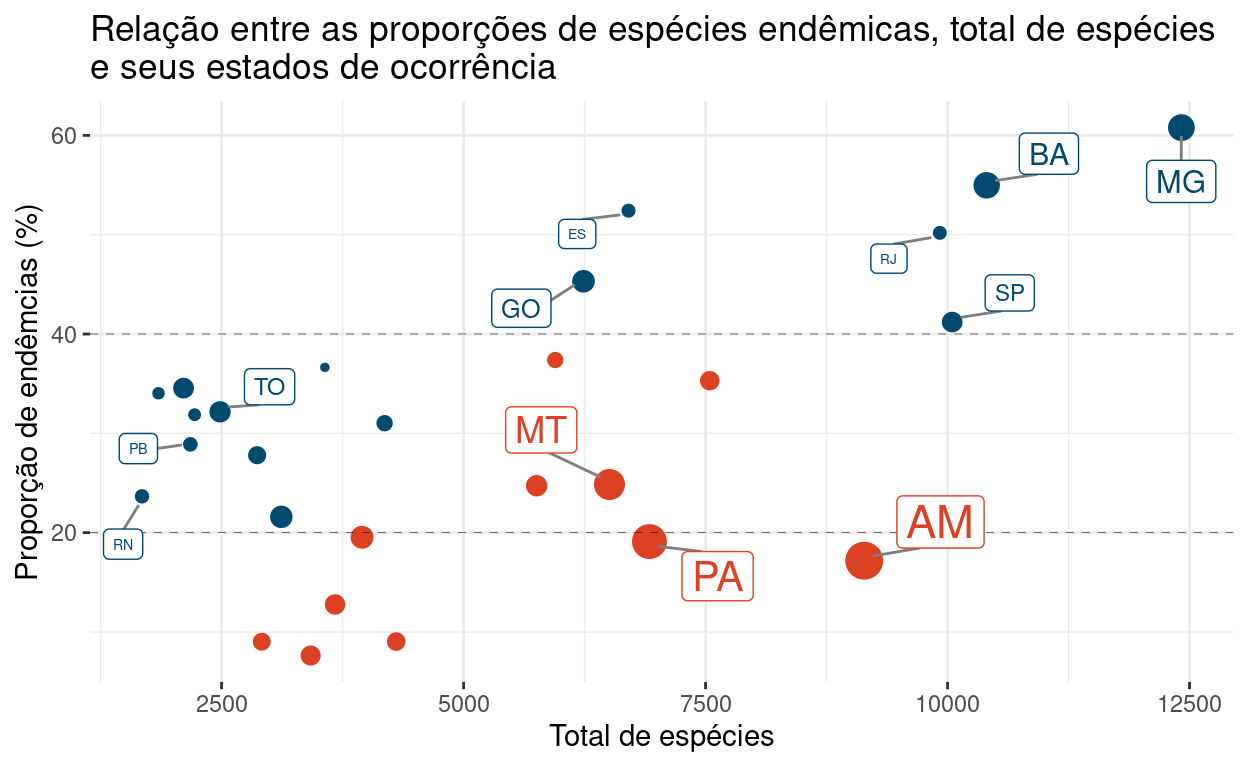 Relação entre as proporções de espécies endêmicas, total de espécies
e seus estados de ocorrência
60
40
20
Proporção de endêmcias (%)
BA
MG
ES
RJ
SP
GO
TO
MT
PB
AM
RN
PA
2500
5000
7500
10000
12500
Total de espécies